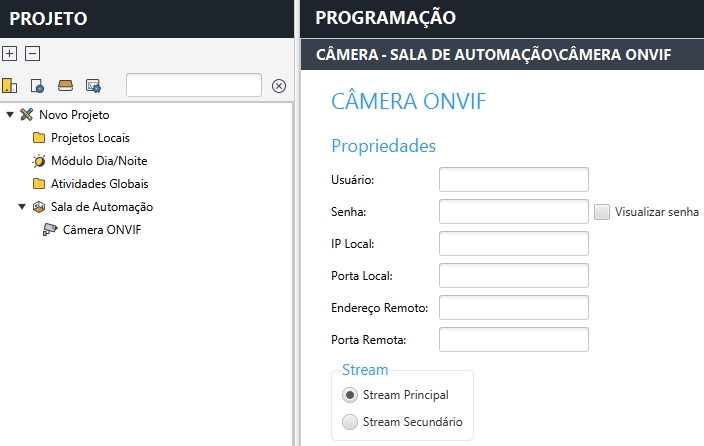 PROJETO
Novo Projeto
Projetos Locais
Módulo Dia/Noite
Atividades Globais
Sala de Automação
Câmera ONVIF
PROGRAMAÇÃO
CÂMERA - SALA DE AUTOMAÇÃO\CÂMERA ONVIF
CÂMERA ONVIF
Propriedades
Usuário:
Senha: Visualizar senha
IP Local:
Porta Local:
Endereço Remoto:
Porta Remota:
Stream
Stream Principal
Stream Secundário